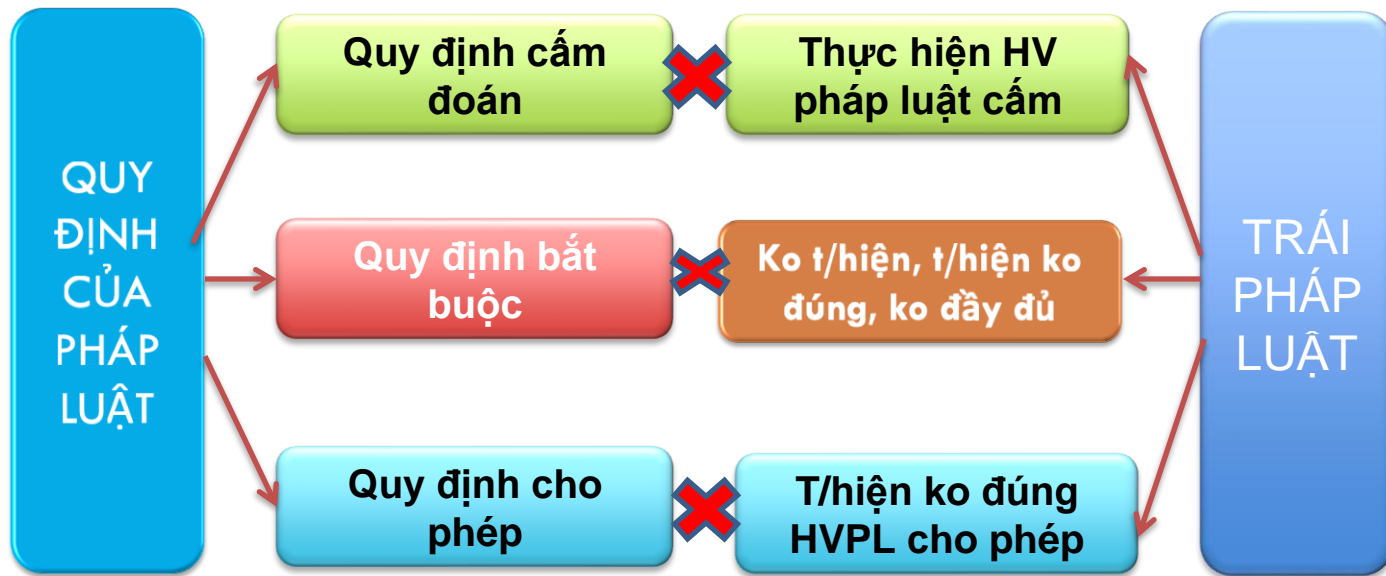 QUY
ĐỊNH
CỦA
PHÁP
LUẬT
Quy định cấm
đoán
Thực hiện HV
pháp luật cấm
Quy định bắt
buộc
Ko t/hiện, t/hiện ko
đúng, ko đầy đủ
Quy định cho
phép
T/hiện ko đúng
HVPL cho phép
TRÁI
PHÁP
LUẬT